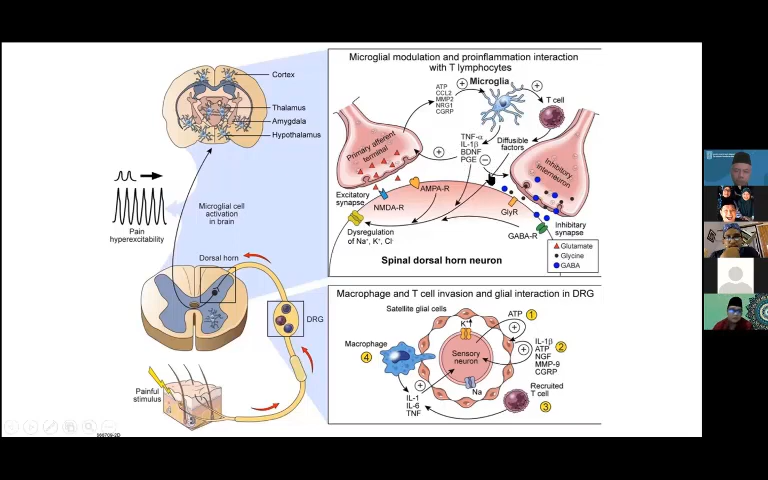 Cortex
Thalamus
Amygdala
Hypothalamus
Microglial cell
activation
in brain
Pain
hyperexcitability
Dorsal horn
DRG
Painful
stimulus
Microglial modulation and proinflammation interaction
with T lymphocytes
ATP
CCL2
MMP2
NRG1
CGRP
+
Microglia
+
T cell
Primary afferent
terminal
+
TNF-α
IL-1β
BDNF
PGE
−
Diffusible
factors
Inhibitory
interneuron
Excitatory
synapse
NMDA-R
AMPA-R
GlyR
GABA-R
Inhibitory
synapse
Dysregulation
of Na⁺, K⁺, Cl⁻
Spinal dorsal horn neuron
Glutamate
Glycine
GABA
Macrophage and T cell invasion and glial interaction in DRG
Satellite glial cells
ATP
1
K⁺
+
Macrophage
4
Sensory
neuron
+
IL-1β
ATP
NGF
MMP-9
CGRP
2
+
IL-1
IL-6
TNF
Na
Recruited
T cell
3